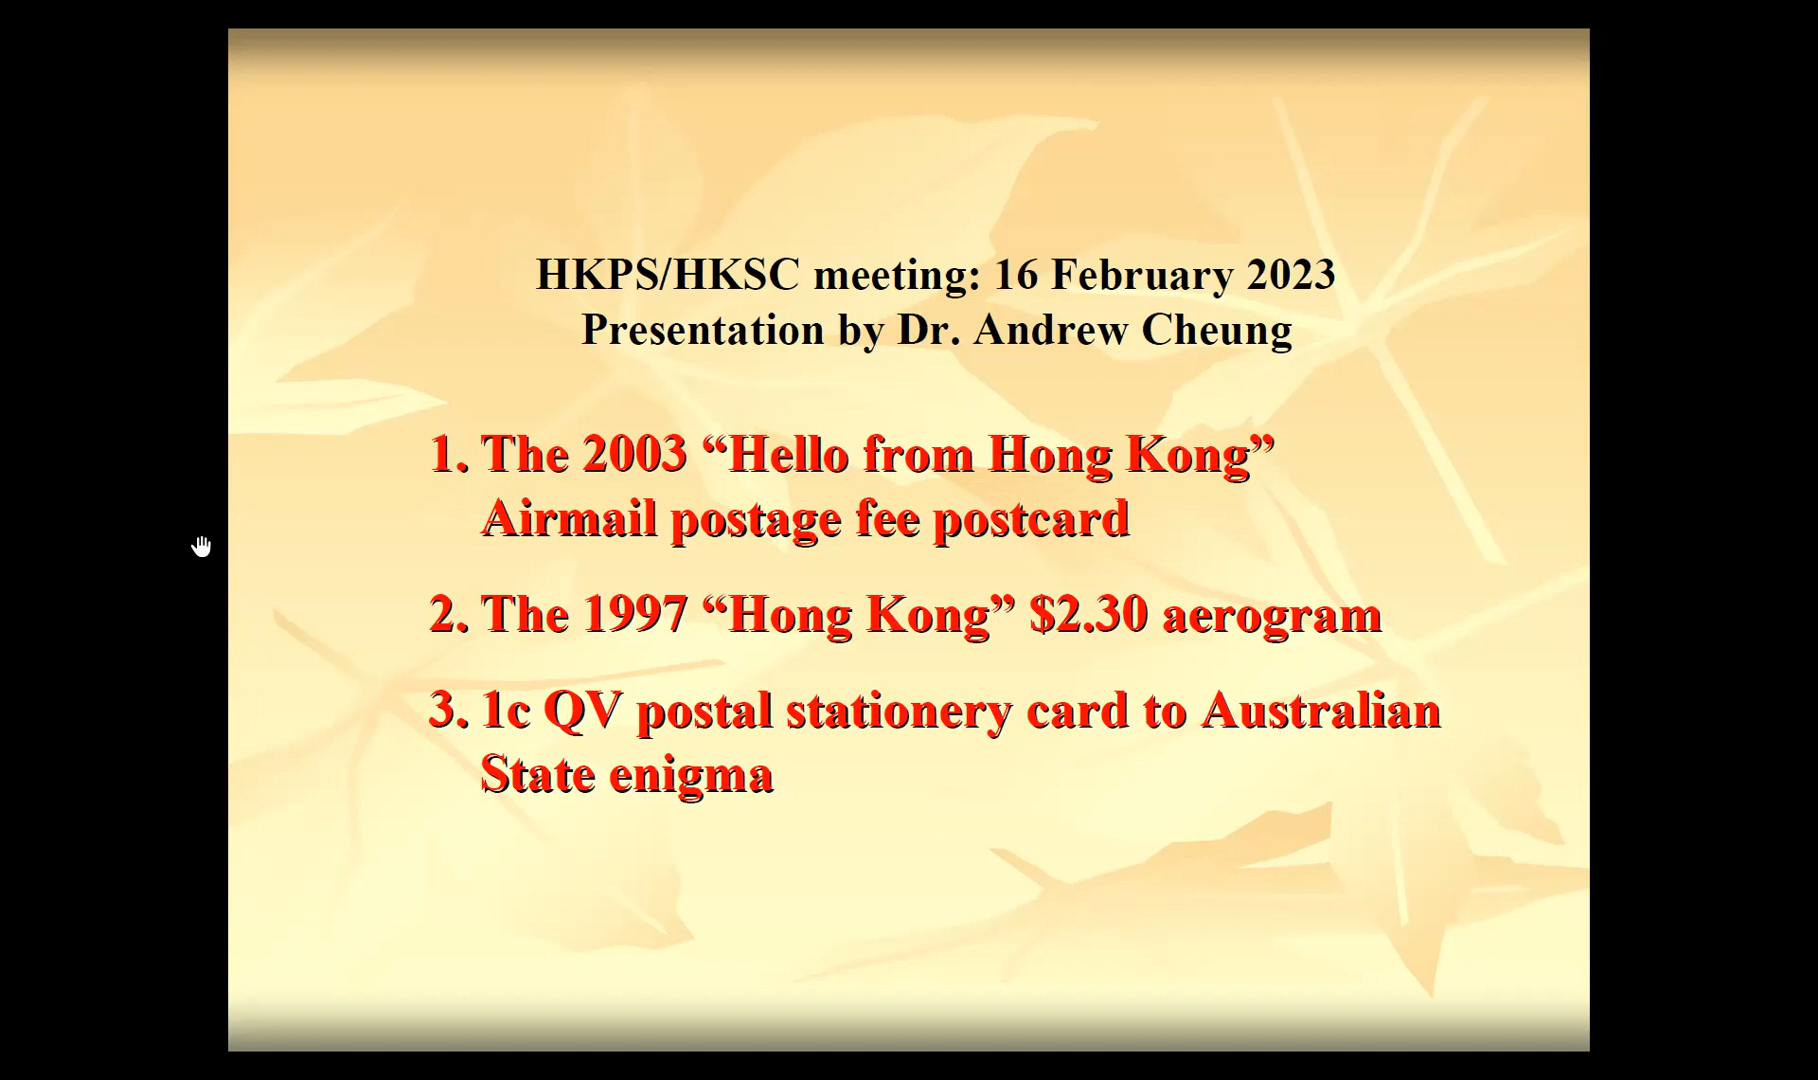 HKPS/HKSC meeting: 16 February 2023
Presentation by Dr. Andrew Cheung
1. The 2003 “Hello from Hong Kong”
Airmail postage fee postcard
2. The 1997 “Hong Kong” $2.30 aerogram
3. 1c QV postal stationery card to Australian
State enigma